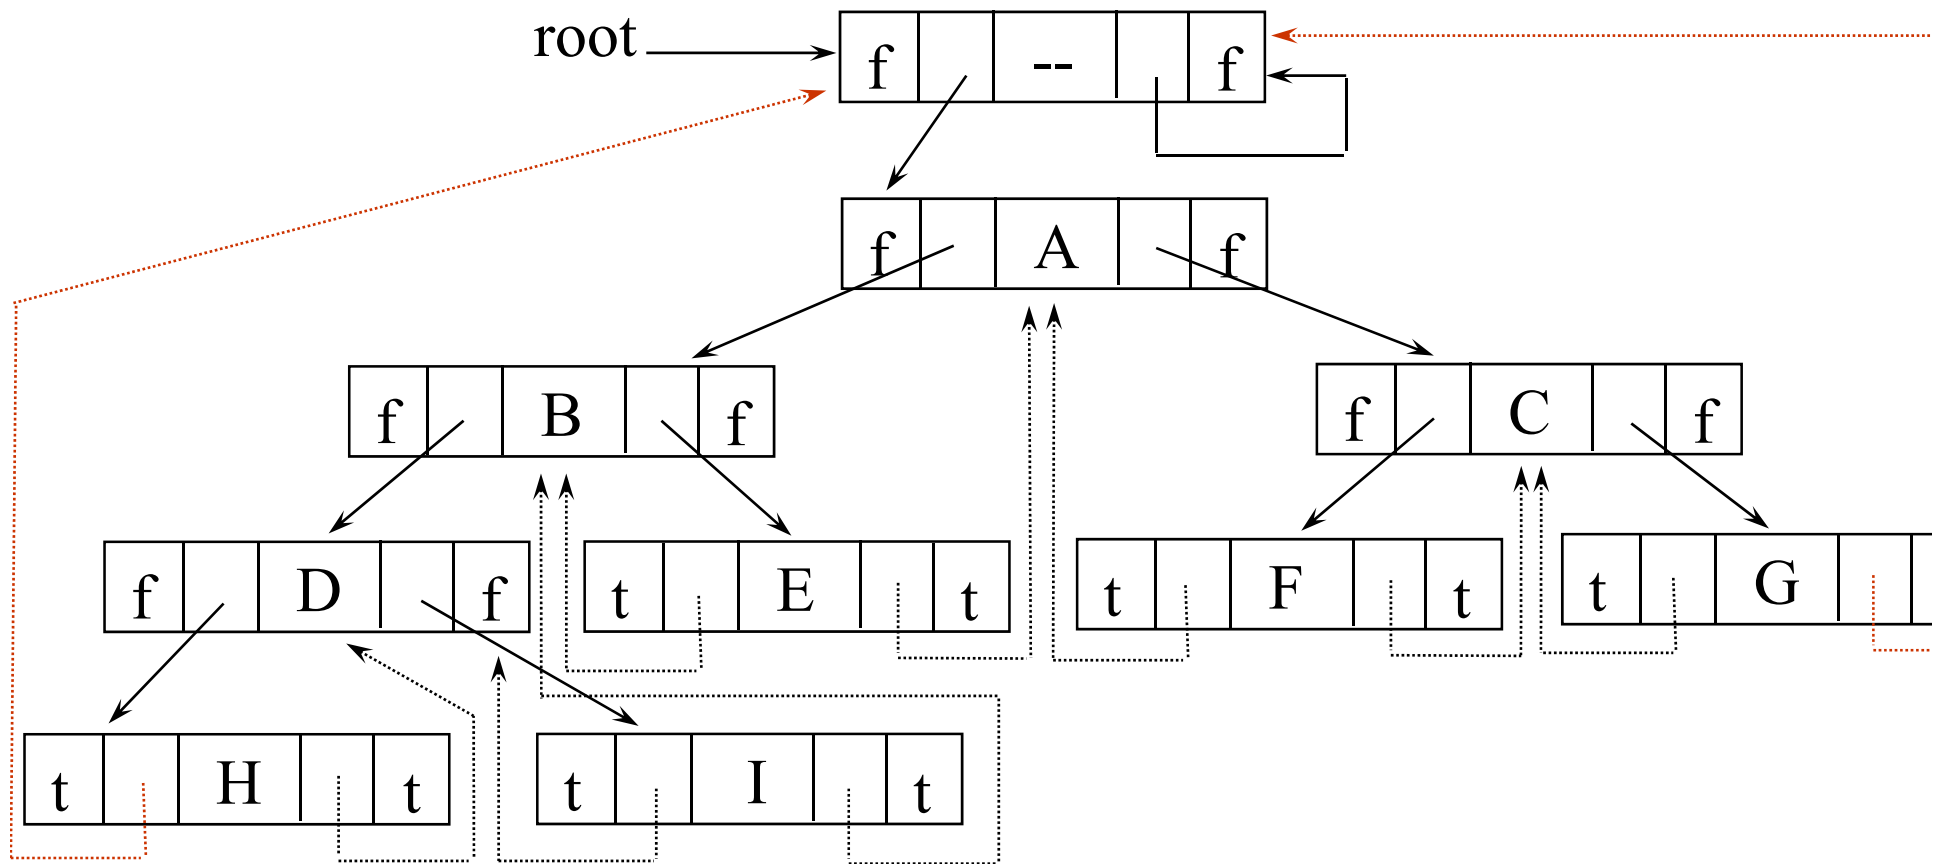 root f -- f
f A f
f B f f C f
f D f t E t t F t t G
t H t t I t